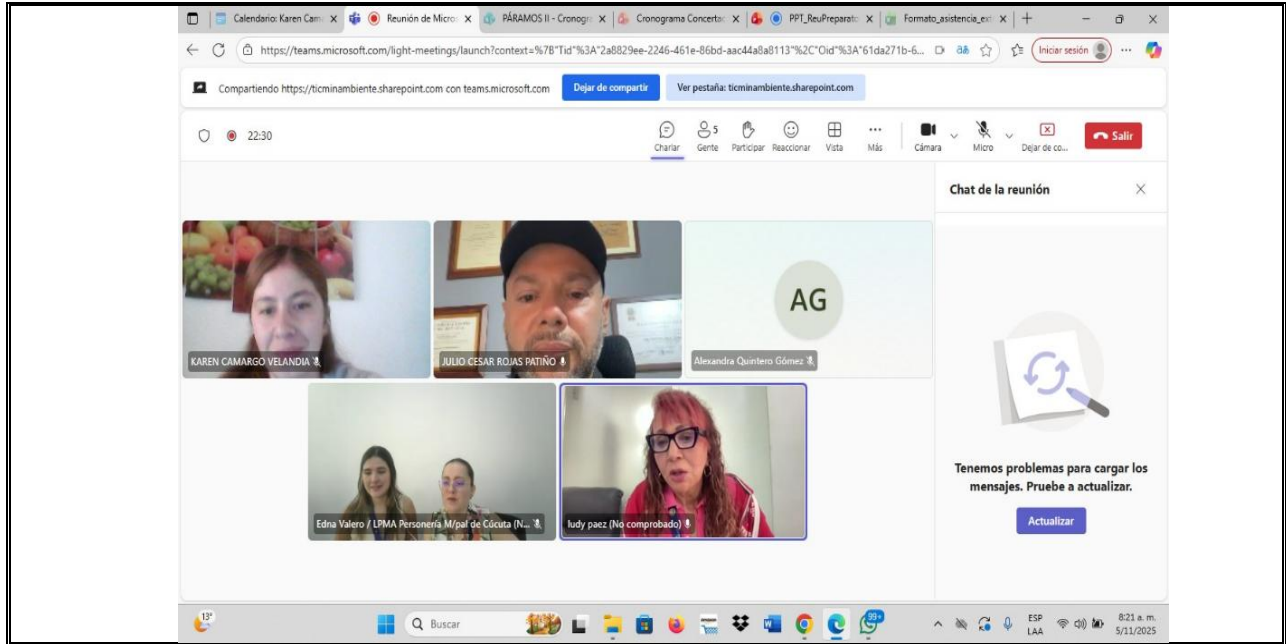 Calendario: Karen Cam
Reunión de Micro
PÁRAMOS II - Cronogr
Cronograma Concertac
PPT_ReuPreparato
Formato_asistencia_ext
https://teams.microsoft.com/light-meetings/launch?context=%7B"Tid"%3A"2a8829ee-2246-461e-86bd-aac44a8a8113"%2C"Oid"%3A"61da271b-6...
Iniciar sesión
Compartiendo https://ticminambiente.sharepoint.com con teams.microsoft.com
Dejar de compartir
Ver pestaña: ticminambiente.sharepoint.com
22:30
5
Charlar Gente Participar Reaccionar Vista Más Cámara Micro Dejar de co...
Salir
Chat de la reunión
AG
KAREN CAMARGO VELANDIA
JULIO CESAR ROJAS PATIÑO
Alexandra Quintero Gómez
Edna Valero / LPMA Personería M/pal de Cúcuta (N...
ludy paez (No comprobado)
Tenemos problemas para cargar los
mensajes. Pruebe a actualizar.
Actualizar
13°
Buscar
99+
ESP
LAA
8:21 a. m.
5/11/2025